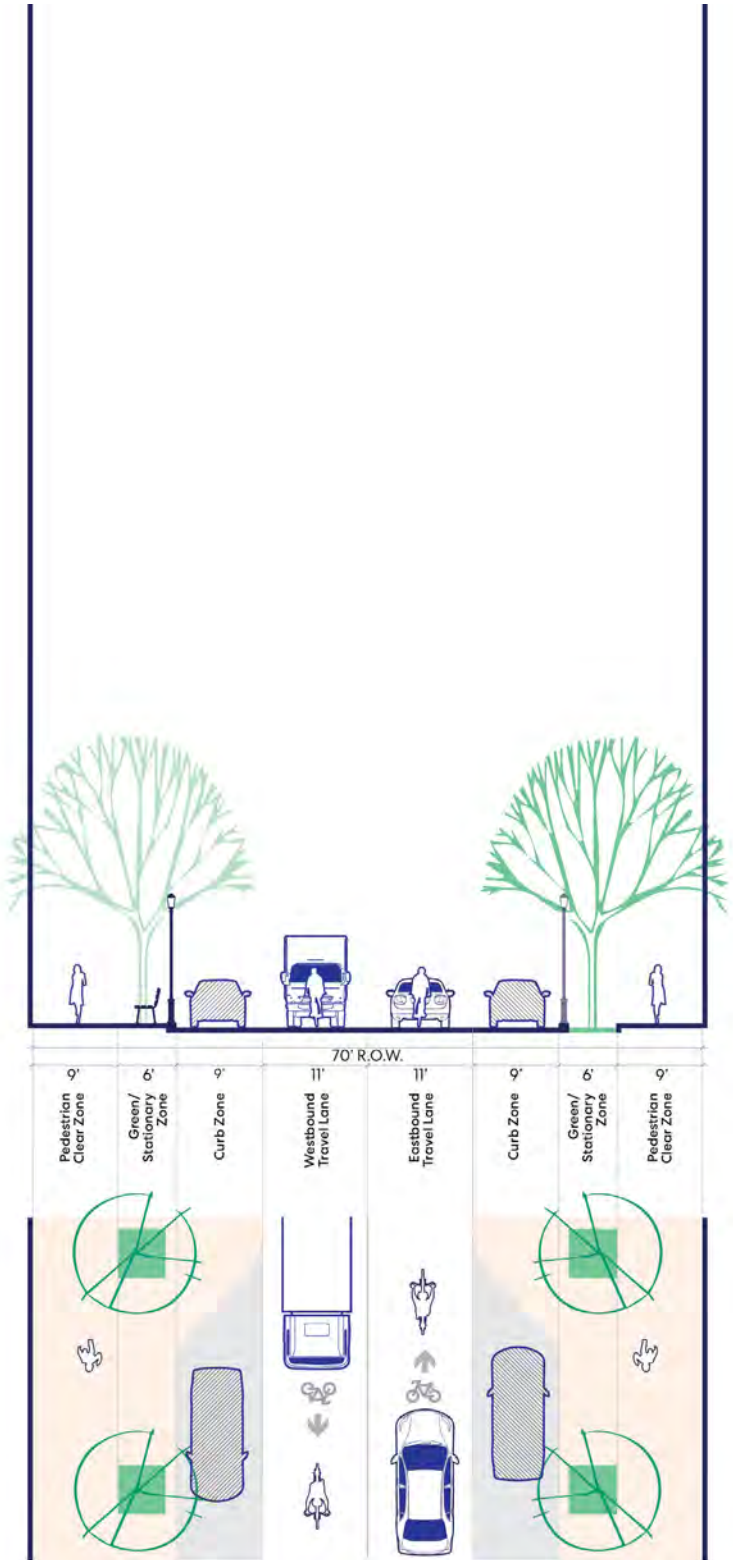 70' R.O.W.
9'
6'
9'
11'
11'
9'
6'
9'
Pedestrian
Clear Zone
Green/
Stationary
Zone
Curb Zone
Westbound
Travel Lane
Eastbound
Travel Lane
Curb Zone
Green/
Stationary
Zone
Pedestrian
Clear Zone